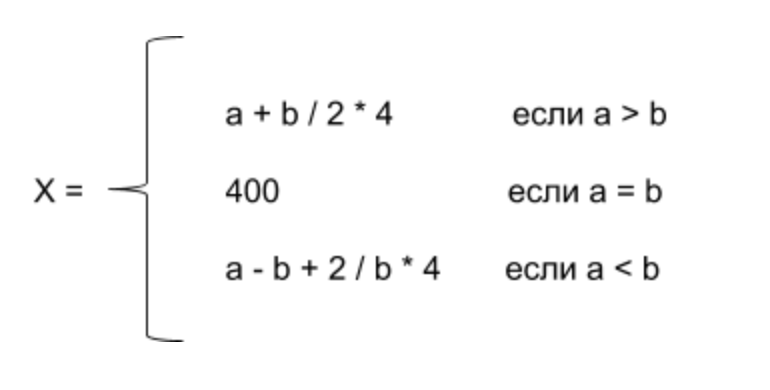 a + b / 2 * 4 если a > b
X = 400 если a = b
a - b + 2 / b * 4 если a < b